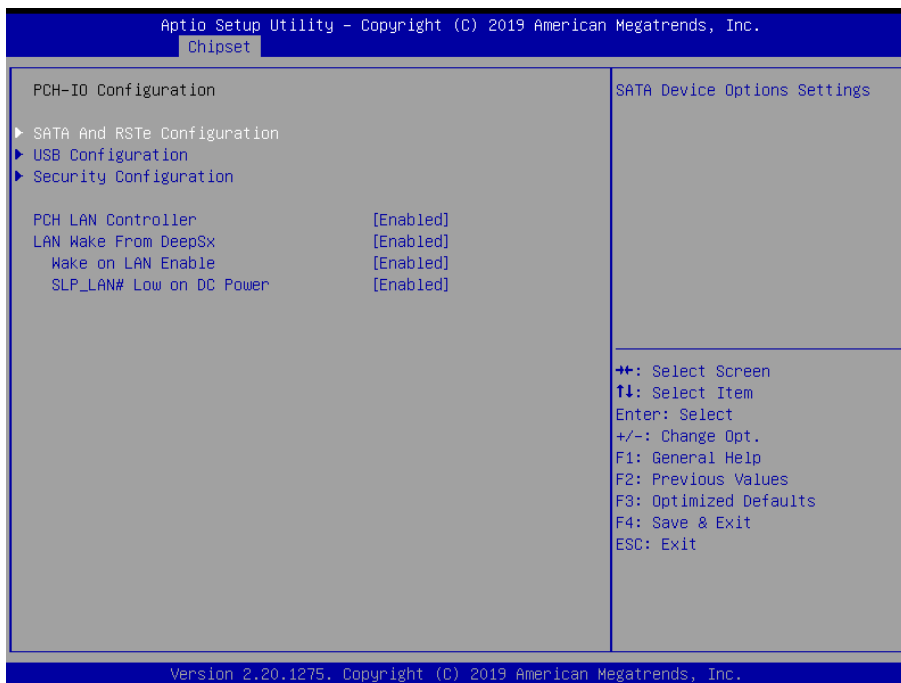 Aptio Setup Utility – Copyright (C) 2019 American Megatrends, Inc.
Chipset
PCH-IO Configuration
SATA And RSTe Configuration
USB Configuration
Security Configuration
PCH LAN Controller [Enabled]
LAN Wake From DeepSx [Enabled]
Wake on LAN Enable [Enabled]
SLP_LAN# Low on DC Power [Enabled]
SATA Device Options Settings
→←: Select Screen
↑↓: Select Item
Enter: Select
+/-: Change Opt.
F1: General Help
F2: Previous Values
F3: Optimized Defaults
F4: Save & Exit
ESC: Exit
Version 2.20.1275. Copyright (C) 2019 American Megatrends, Inc.